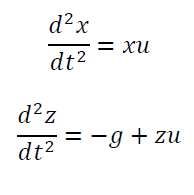 d²x/dt² = xu
d²z/dt² = −g + zu